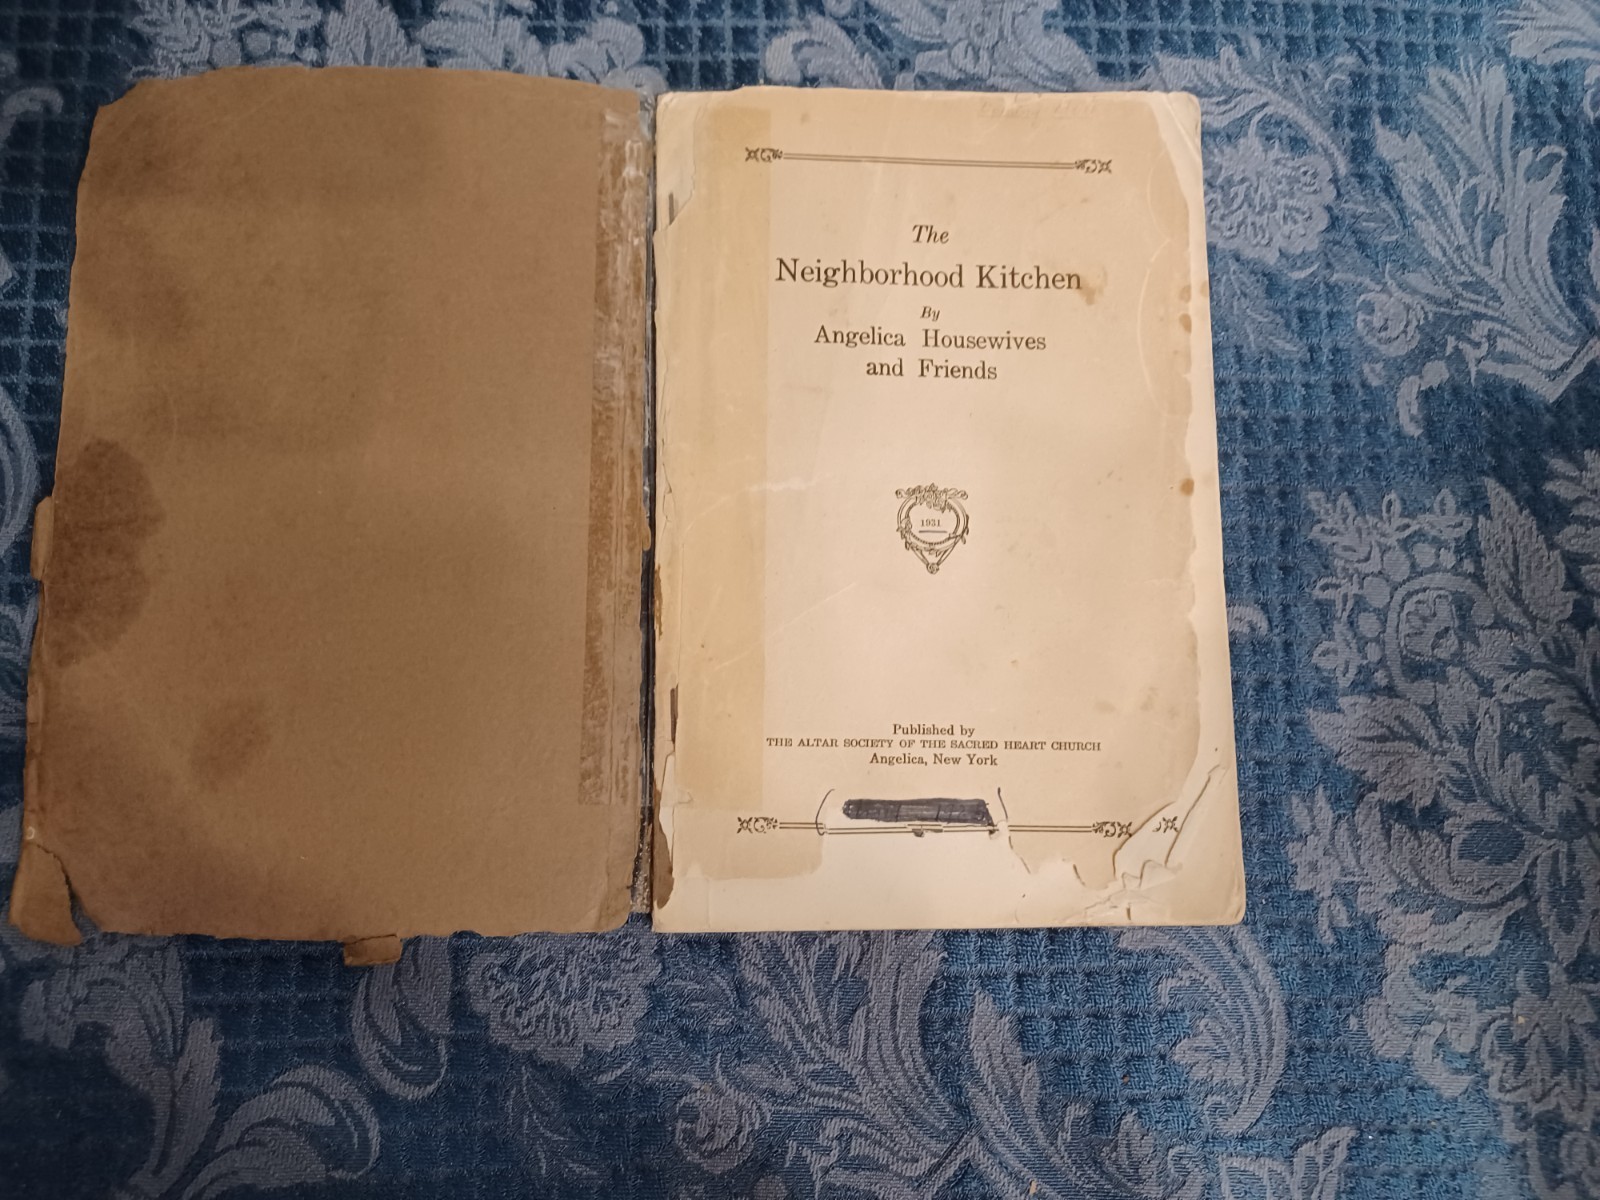 The
Neighborhood Kitchen
By
Angelica Housewives
and Friends
1931
Published by
THE ALTAR SOCIETY OF THE SACRED HEART CHURCH
Angelica, New York